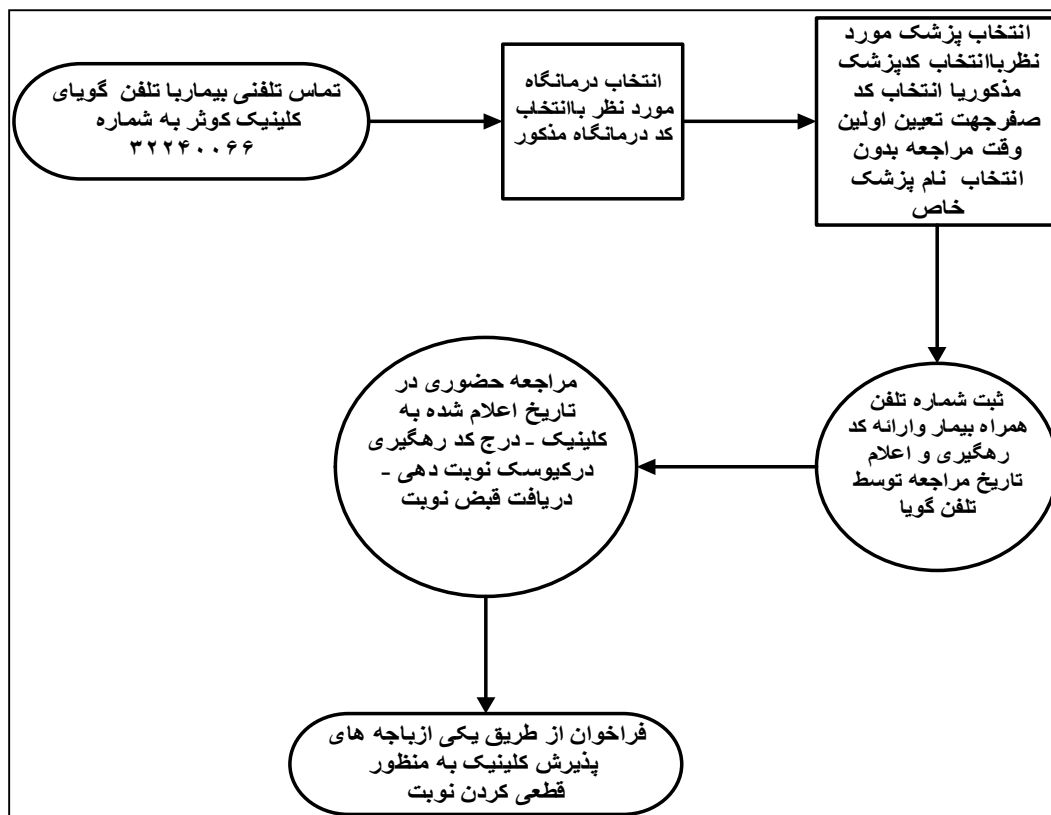 تماس تلفنی بیماربا تلفن گویای
کلینیک کوثر به شماره
۳۲۲۴۰۰۶۶
انتخاب درمانگاه
مورد نظر باانتخاب
کد درمانگاه مذکور
انتخاب پزشک مورد
نظرباانتخاب کدپزشک
مذکوریا انتخاب کد
صفرجهت تعیین اولین
وقت مراجعه بدون
انتخاب نام پزشک
خاص
ثبت شماره تلفن
همراه بیمار وارائه کد
رهگیری و اعلام
تاریخ مراجعه توسط
تلفن گویا
مراجعه حضوری در
تاریخ اعلام شده به
کلینیک - درج کد رهگیری
درکیوسک نوبت دهی -
دریافت قبض نوبت
فراخوان از طریق یکی ازباجه های
پذیرش کلینیک به منظور
قطعی کردن نوبت